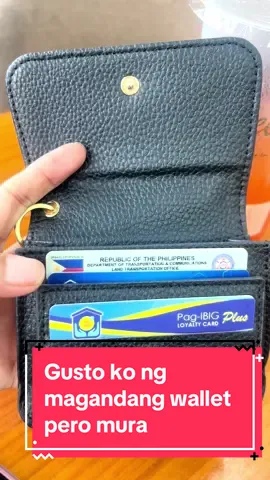 REPUBLIC OF THE PHILIPPINES
DEPARTMENT OF TRANSPORTATION & COMMUNICATIONS
LAND TRANSPORTATION OFFICE
Pag-IBIG Plus
LOYALTY CARD
Gusto ko ng
magandang wallet
pero mura